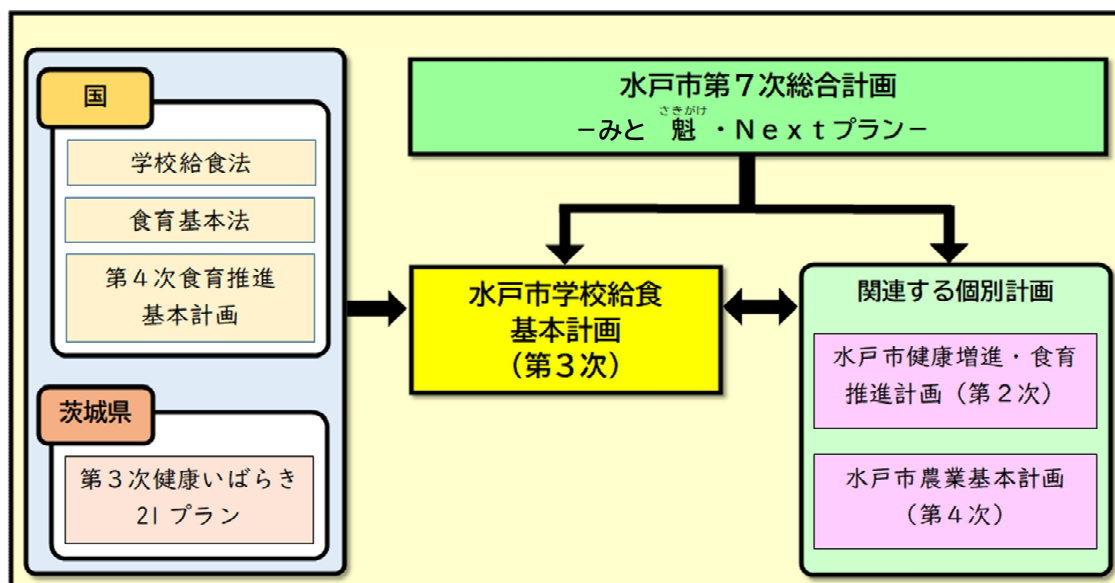 国
学校給食法
食育基本法
第４次食育推進
基本計画
茨城県
第３次健康いばらき
21プラン
水戸市第７次総合計画
さきがけ
－みと 魁 ・Ｎｅｘｔプラン－
水戸市学校給食
基本計画
（第３次）
関連する個別計画
水戸市健康増進・食育
推進計画（第２次）
水戸市農業基本計画
（第４次）